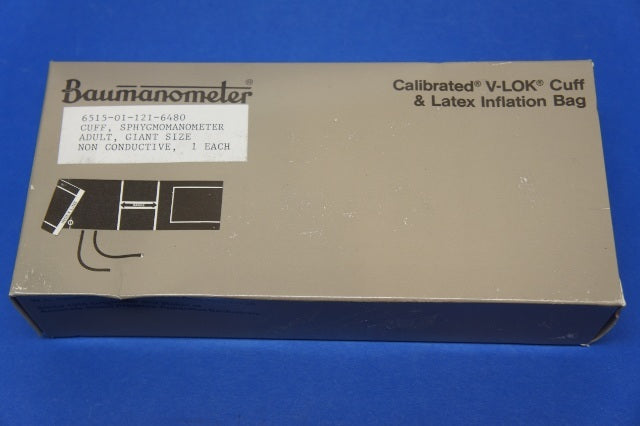 Baumanometer®
Calibrated® V-LOK® Cuff
& Latex Inflation Bag
6515-01-121-6480
CUFF, SPHYGMOMANOMETER
ADULT, GIANT SIZE
NON CONDUCTIVE, 1 EACH